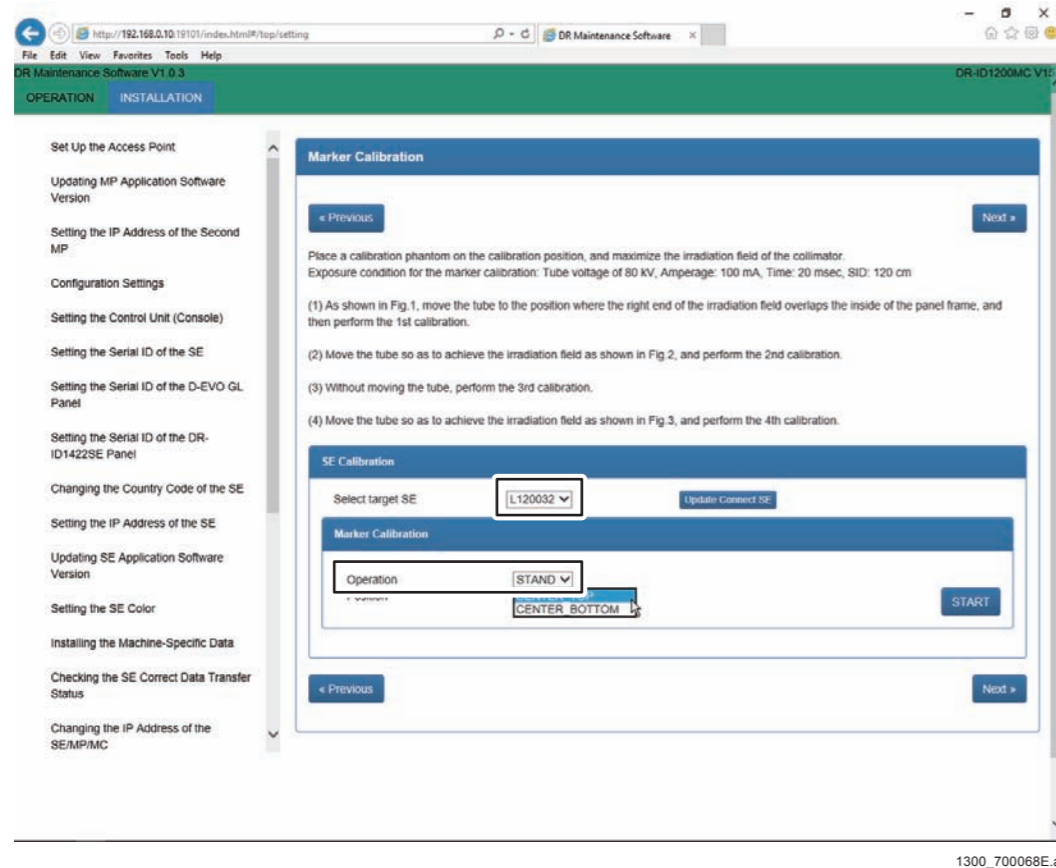 http://192.168.0.10:19101/index.html#/top/setting
DR Maintenance Software
File Edit View Favorites Tools Help
DR Maintenance Software V1.0.3
DR-ID1200MC V15
OPERATION
INSTALLATION
Set Up the Access Point
Updating MP Application Software
Version
Setting the IP Address of the Second
MP
Configuration Settings
Setting the Control Unit (Console)
Setting the Serial ID of the SE
Setting the Serial ID of the D-EVO GL
Panel
Setting the Serial ID of the DR-
ID1422SE Panel
Changing the Country Code of the SE
Setting the IP Address of the SE
Updating SE Application Software
Version
Setting the SE Color
Installing the Machine-Specific Data
Checking the SE Correct Data Transfer
Status
Changing the IP Address of the
SE/MP/MC
Marker Calibration
« Previous
Next »
Place a calibration phantom on the calibration position, and maximize the irradiation field of the collimator.
Exposure condition for the marker calibration: Tube voltage of 80 kV, Amperage: 100 mA, Time: 20 msec, SID: 120 cm
(1) As shown in Fig.1, move the tube to the position where the right end of the irradiation field overlaps the inside of the panel frame, and
then perform the 1st calibration.
(2) Move the tube so as to achieve the irradiation field as shown in Fig.2, and perform the 2nd calibration.
(3) Without moving the tube, perform the 3rd calibration.
(4) Move the tube so as to achieve the irradiation field as shown in Fig.3, and perform the 4th calibration.
SE Calibration
Select target SE
L120032
Update Connect SE
Marker Calibration
Operation
STAND
CENTER_BOTTOM
START
« Previous
Next »
1300_700068E.a